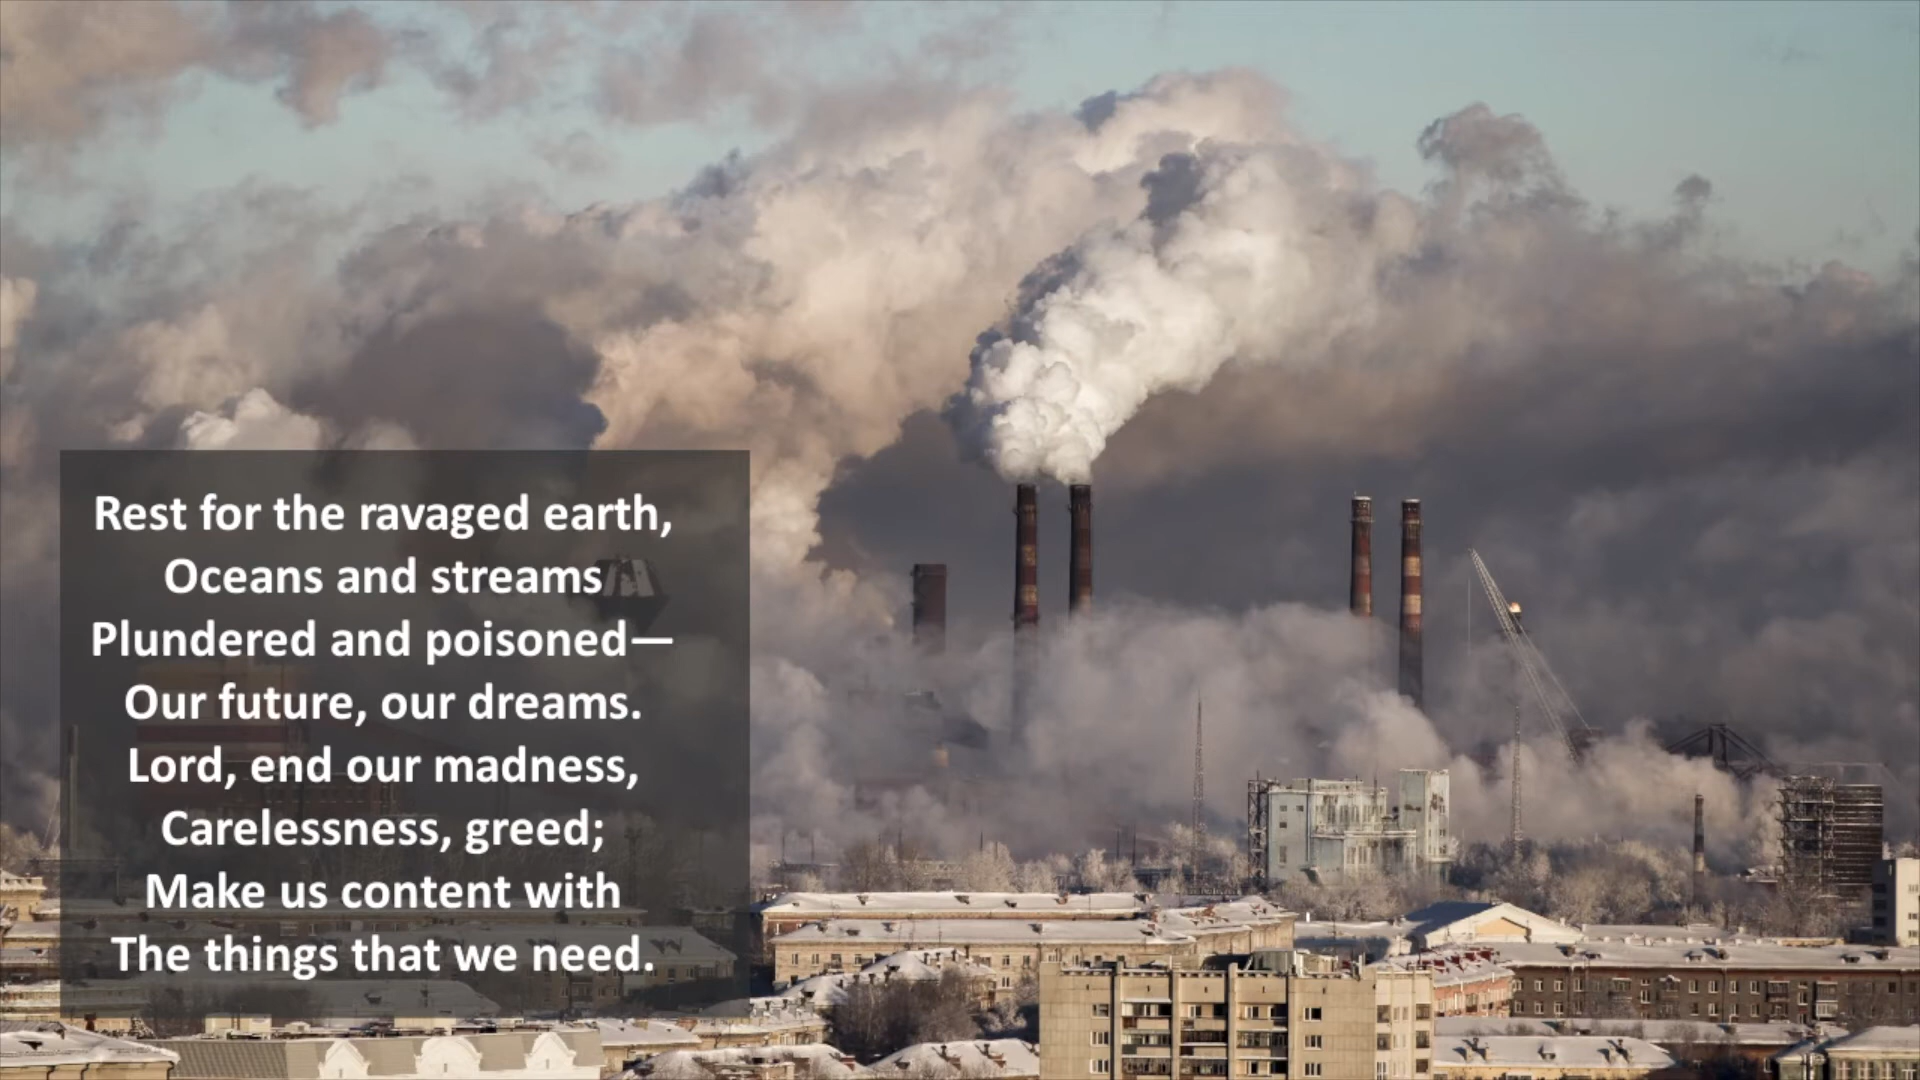 Rest for the ravaged earth,
Oceans and streams
Plundered and poisoned—
Our future, our dreams.
Lord, end our madness,
Carelessness, greed;
Make us content with
The things that we need.